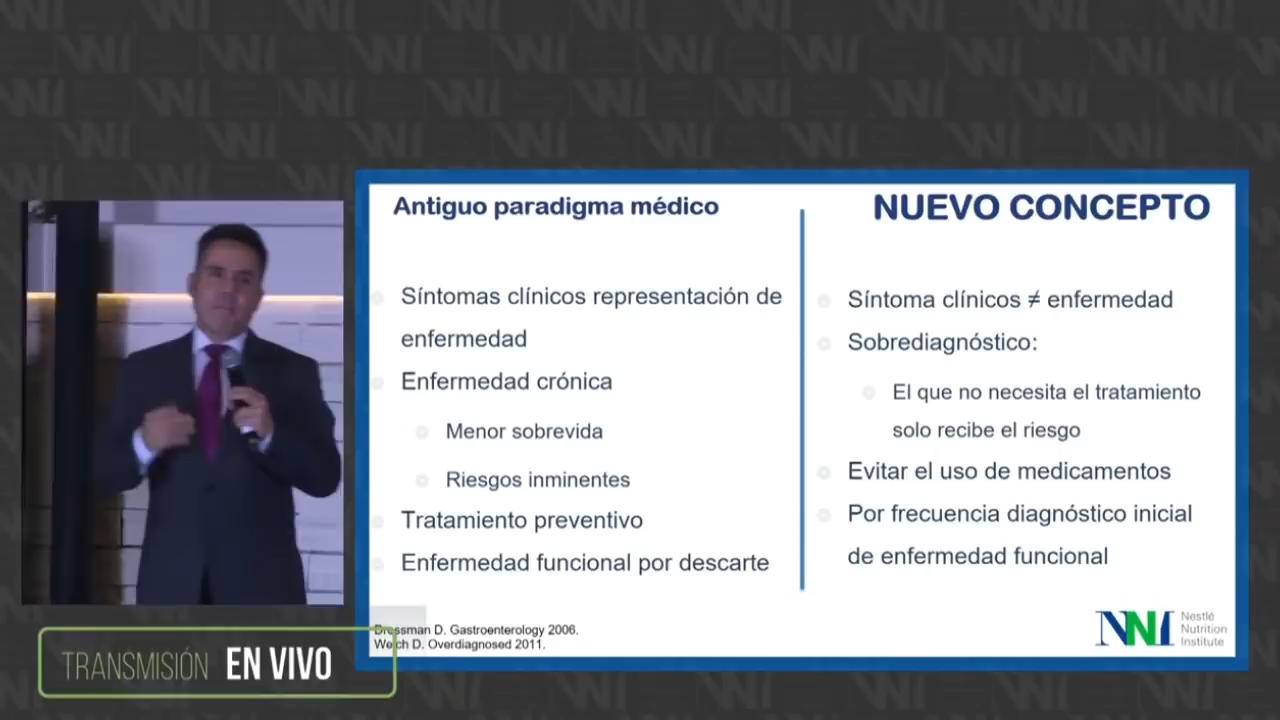 Antiguo paradigma médico
Síntomas clínicos representación de
enfermedad
Enfermedad crónica
Menor sobrevida
Riesgos inminentes
Tratamiento preventivo
Enfermedad funcional por descarte
NUEVO CONCEPTO
Síntoma clínicos ≠ enfermedad
Sobrediagnóstico:
El que no necesita el tratamiento
solo recibe el riesgo
Evitar el uso de medicamentos
Por frecuencia diagnóstico inicial
de enfermedad funcional
Drossman D. Gastroenterology 2006.
Welch D. Overdiagnosed 2011.
NNI
Nestlé
Nutrition
Institute
TRANSMISIÓN EN VIVO